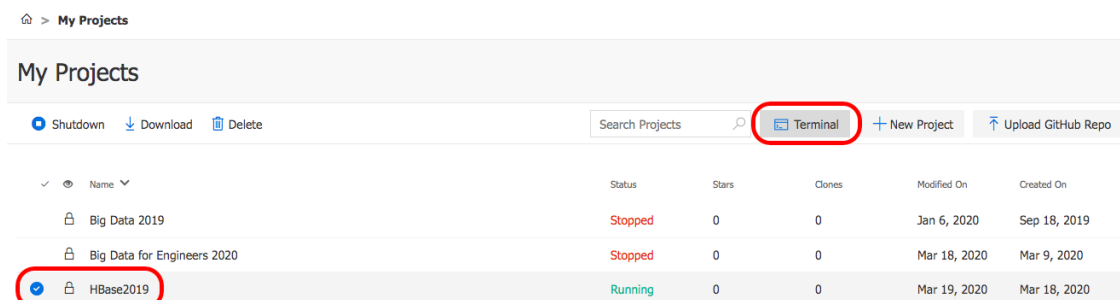 > My Projects
My Projects
Shutdown Download Delete Search Projects Terminal New Project Upload GitHub Repo
Name Status Stars Clones Modified On Created On
Big Data 2019 Stopped 0 0 Jan 6, 2020 Sep 18, 2019
Big Data for Engineers 2020 Stopped 0 0 Mar 18, 2020 Mar 9, 2020
HBase2019 Running 0 0 Mar 19, 2020 Mar 18, 2020